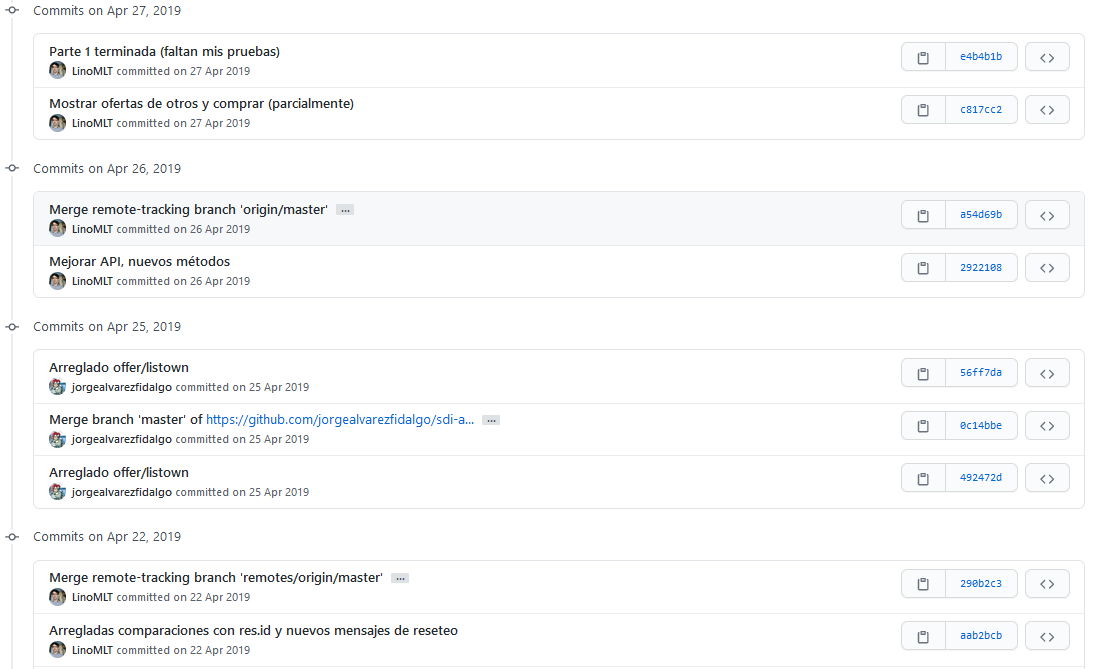 Commits on Apr 27, 2019
Parte 1 terminada (faltan mis pruebas)
LinoMLT committed on 27 Apr 2019
e4b4b1b
Mostrar ofertas de otros y comprar (parcialmente)
LinoMLT committed on 27 Apr 2019
c817cc2
Commits on Apr 26, 2019
Merge remote-tracking branch 'origin/master' ...
LinoMLT committed on 26 Apr 2019
a54d69b
Mejorar API, nuevos métodos
LinoMLT committed on 26 Apr 2019
2922108
Commits on Apr 25, 2019
Arreglado offer/listown
jorgealvarezfidalgo committed on 25 Apr 2019
56ff7da
Merge branch 'master' of https://github.com/jorgealvarezfidalgo/sdi-a... ...
jorgealvarezfidalgo committed on 25 Apr 2019
0c14bbe
Arreglado offer/listown
jorgealvarezfidalgo committed on 25 Apr 2019
492472d
Commits on Apr 22, 2019
Merge remote-tracking branch 'remotes/origin/master' ...
LinoMLT committed on 22 Apr 2019
290b2c3
Arregladas comparaciones con res.id y nuevos mensajes de reseteo
LinoMLT committed on 22 Apr 2019
aab2bcb